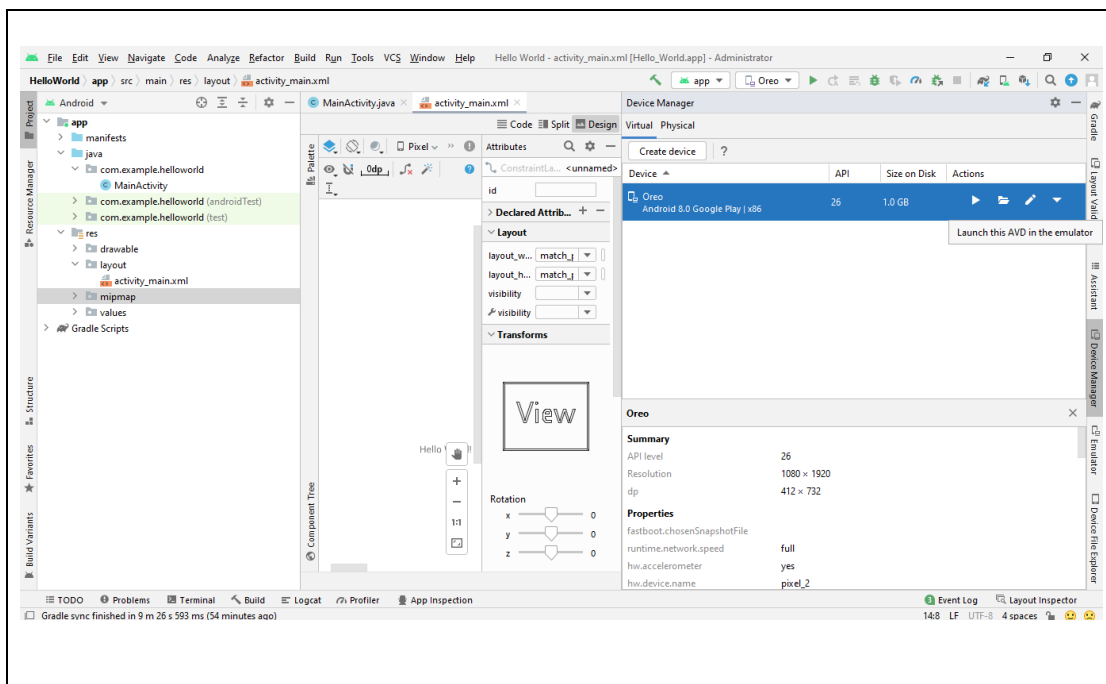 File Edit View Navigate Code Analyze Refactor Build Run Tools VCS Window Help Hello World - activity_main.xml [Hello_World.app] - Administrator
HelloWorld app src main res layout activity_main.xml
app Oreo
Project
Resource Manager
Structure
Favorites
Build Variants
Android
app
manifests
java
com.example.helloworld
MainActivity
com.example.helloworld (androidTest)
com.example.helloworld (test)
res
drawable
layout
activity_main.xml
mipmap
values
Gradle Scripts
MainActivity.java activity_main.xml
Code Split Design
Palette
Component Tree
Pixel
0dp
Hello
+
−
1:1
Attributes
ConstraintLa... <unnamed>
id
Declared Attrib... + −
Layout
layout_w... match_
layout_h... match_
visibility
visibility
Transforms
View
Rotation
x 0
y 0
z 0
Device Manager
Virtual Physical
Create device ?
Device API Size on Disk Actions
Oreo
Android 8.0 Google Play | x86
26 1.0 GB
Launch this AVD in the emulator
Oreo
Summary
API level 26
Resolution 1080 × 1920
dp 412 × 732
Properties
fastboot.chosenSnapshotFile
runtime.network.speed full
hw.accelerometer yes
hw.device.name pixel_2
Gradle
Layout Valid
Assistant
Device Manager
Emulator
Device File Explorer
TODO Problems Terminal Build Logcat Profiler App Inspection
1 Event Log Layout Inspector
Gradle sync finished in 9 m 26 s 593 ms (54 minutes ago)
14:8 LF UTF-8 4 spaces